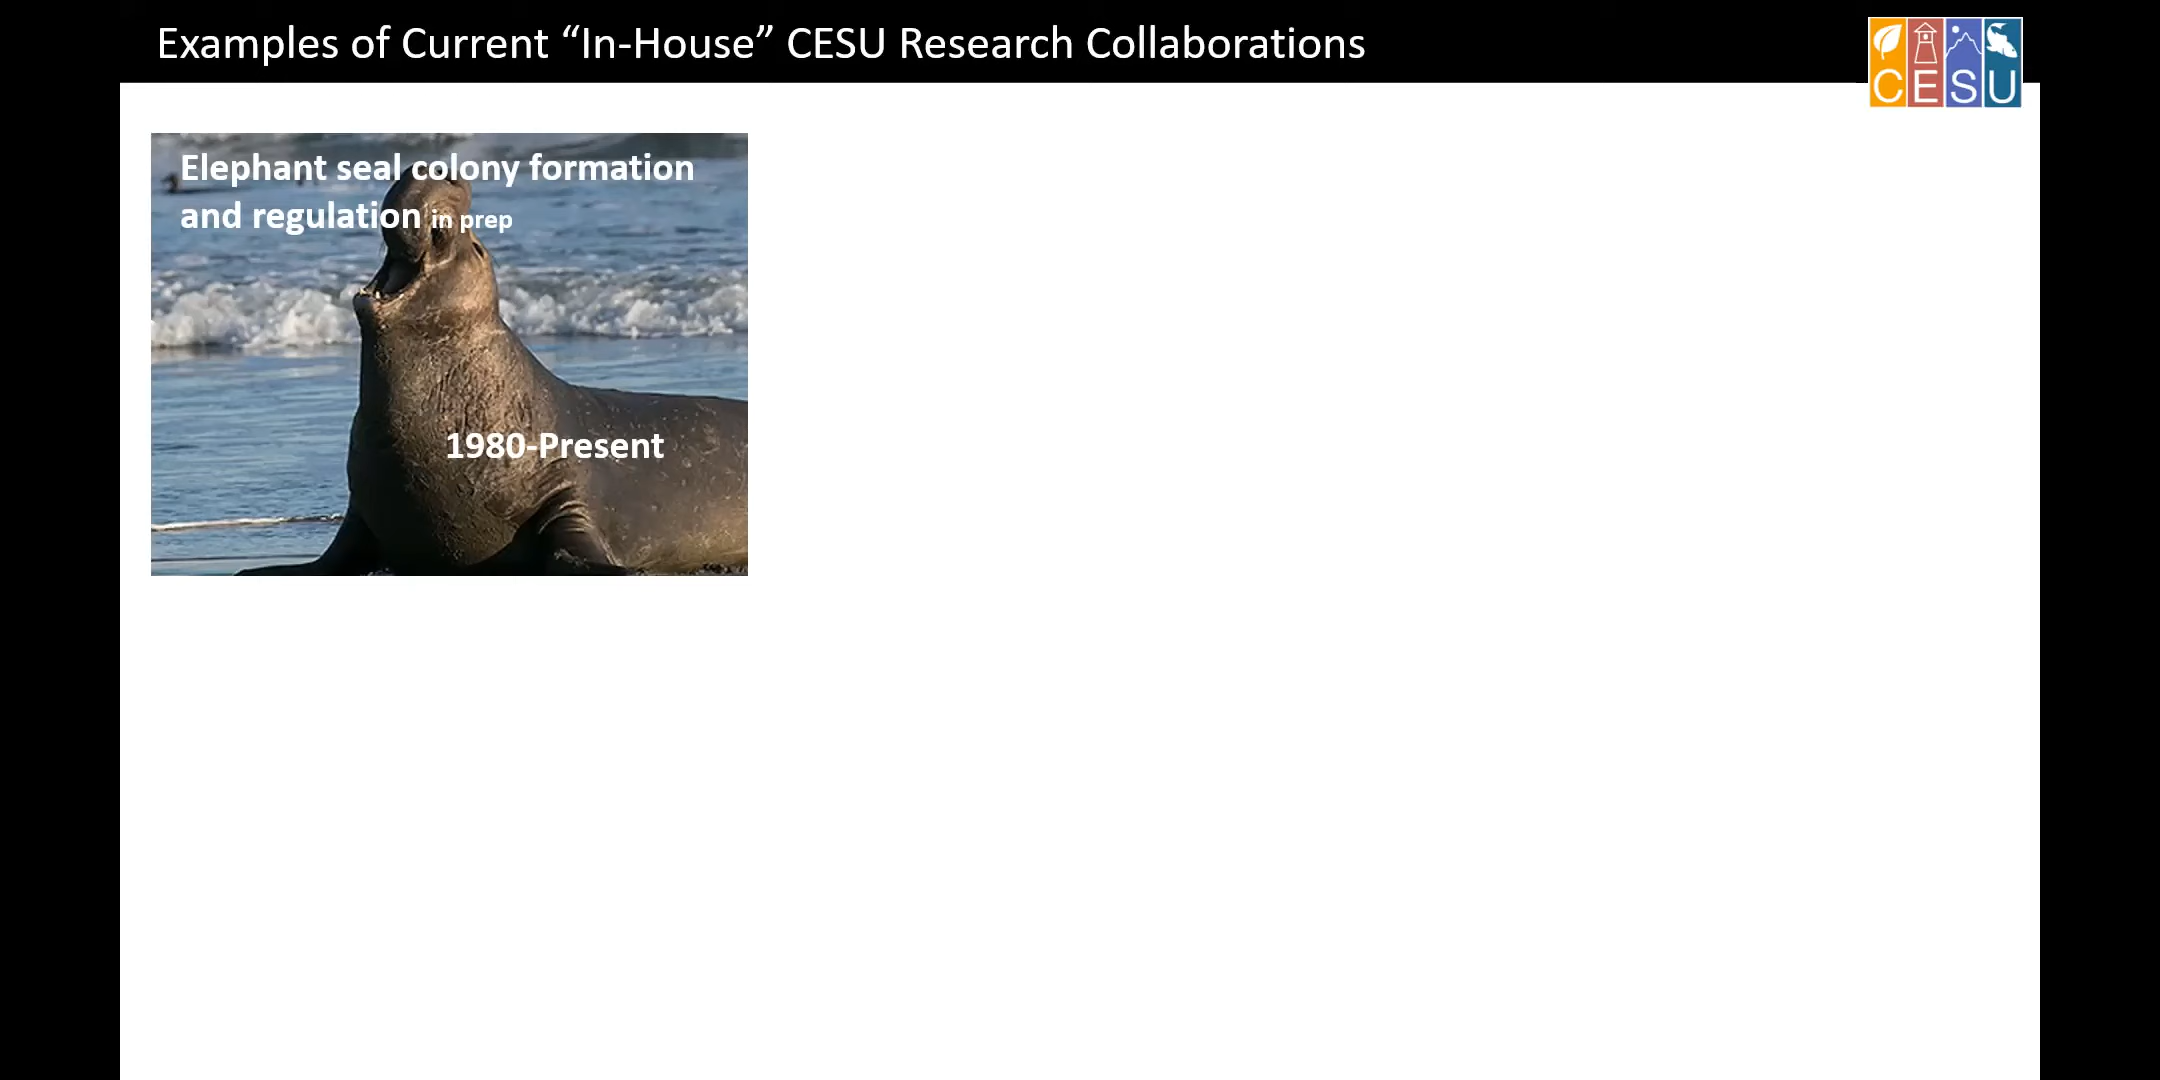 Examples of Current “In-House” CESU Research Collaborations
CESU
Elephant seal colony formation
and regulation in prep
1980-Present